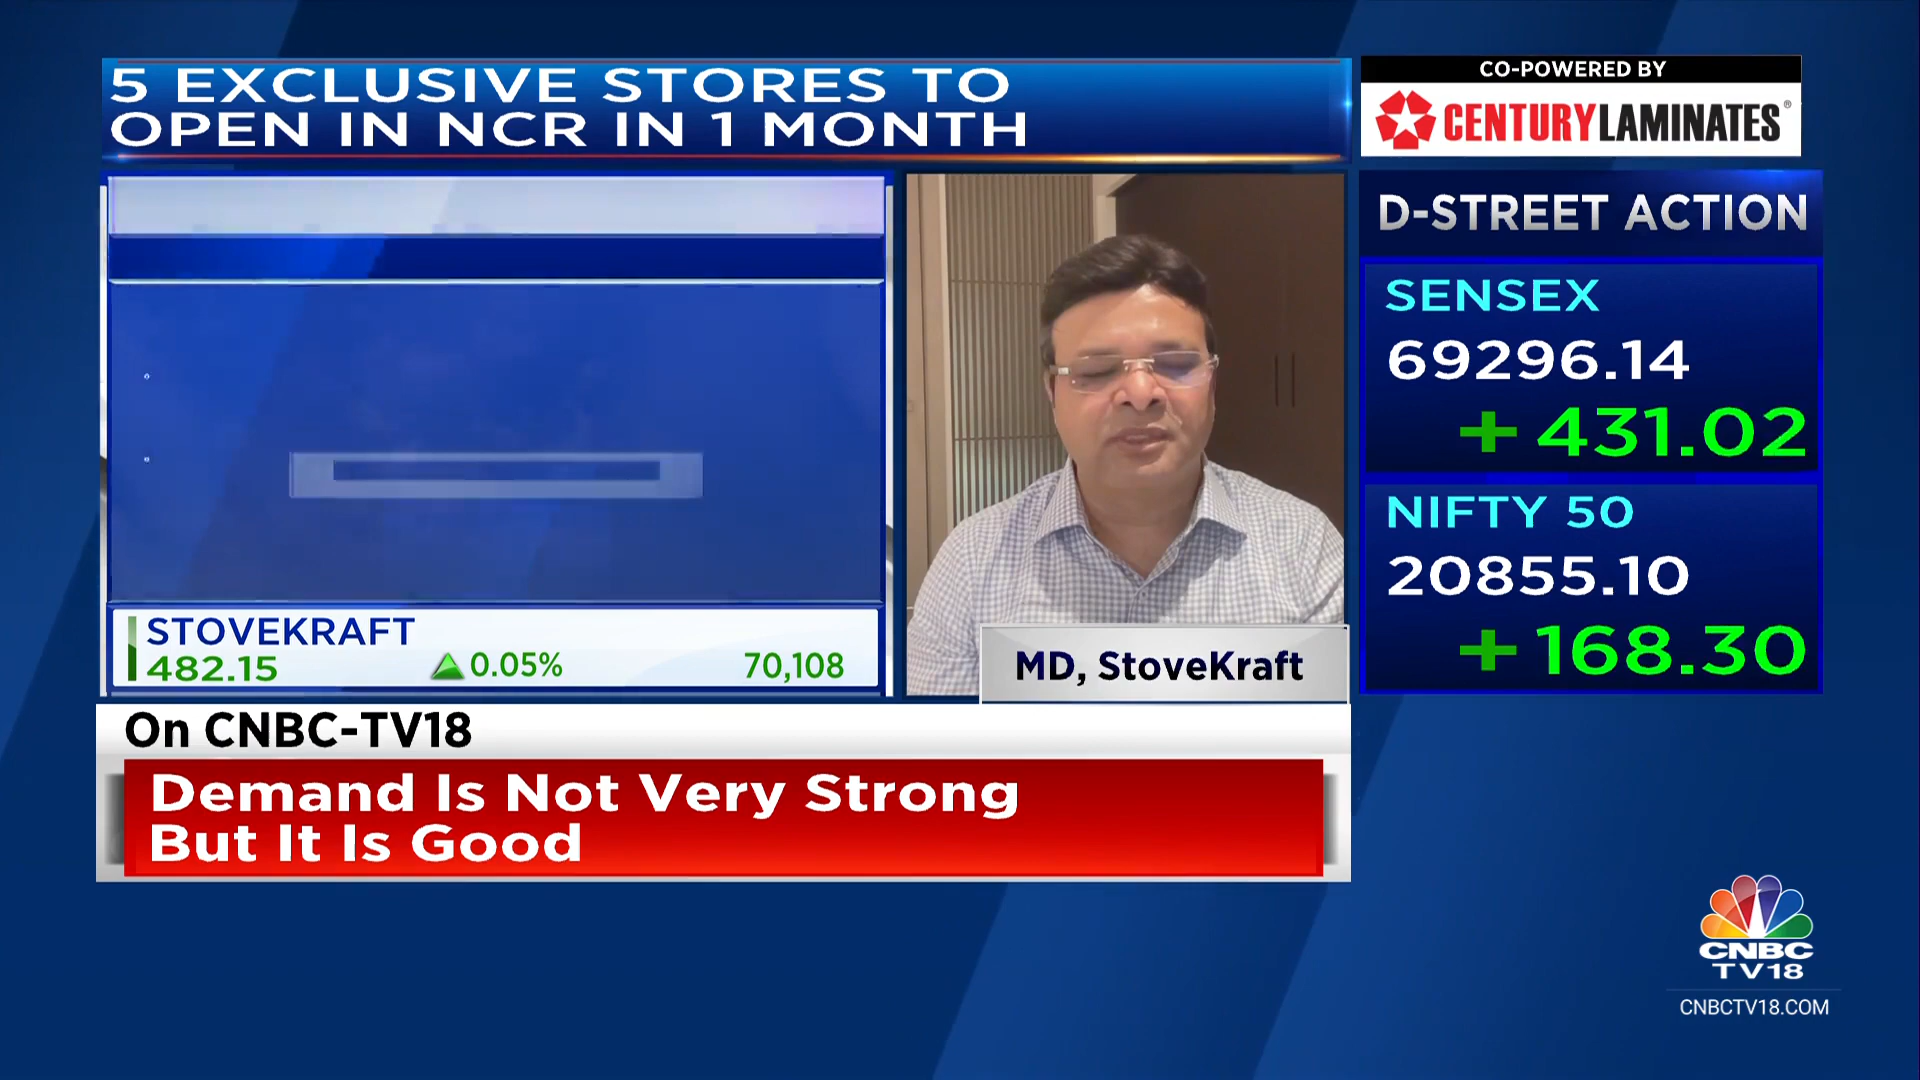 5 EXCLUSIVE STORES TO
OPEN IN NCR IN 1 MONTH
CO-POWERED BY
CENTURYLAMINATES®
D-STREET ACTION
SENSEX
69296.14
+ 431.02
NIFTY 50
20855.10
+ 168.30
STOVEKRAFT
482.15 0.05% 70,108
MD, StoveKraft
On CNBC-TV18
Demand Is Not Very Strong
But It Is Good
CNBC
TV18
CNBCTV18.COM